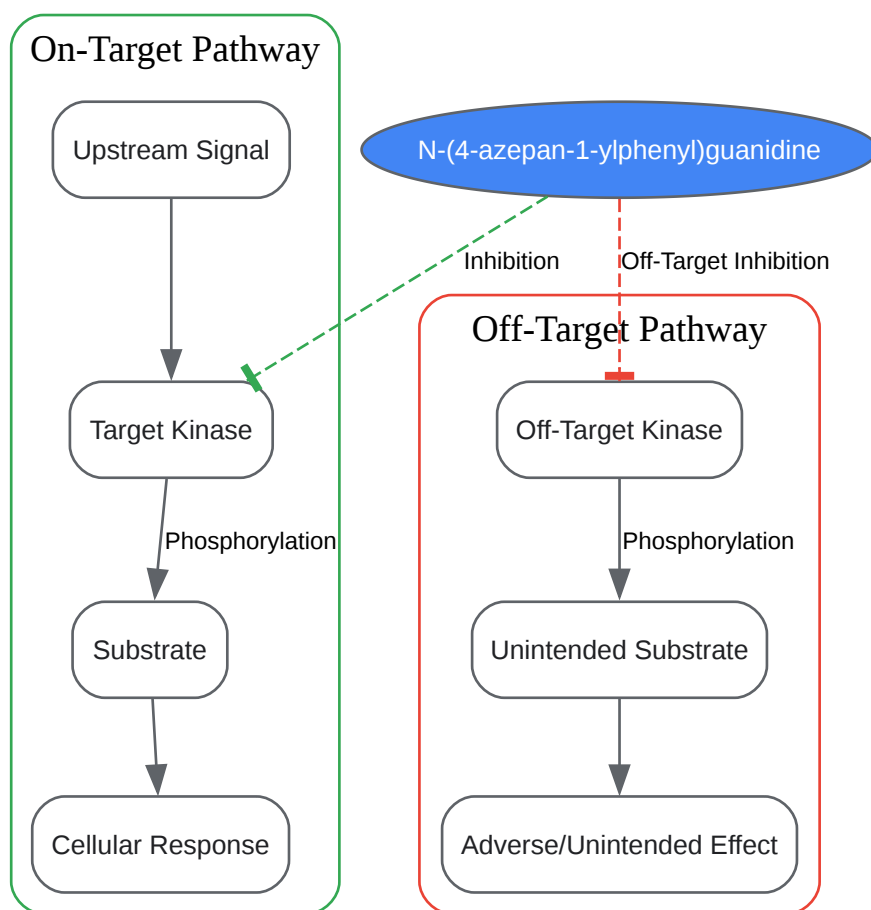 On-Target Pathway
Upstream Signal
N-(4-azepan-1-ylphenyl)guanidine
Inhibition
Off-Target Inhibition
Off-Target Pathway
Target Kinase
Off-Target Kinase
Phosphorylation
Phosphorylation
Substrate
Unintended Substrate
Cellular Response
Adverse/Unintended Effect